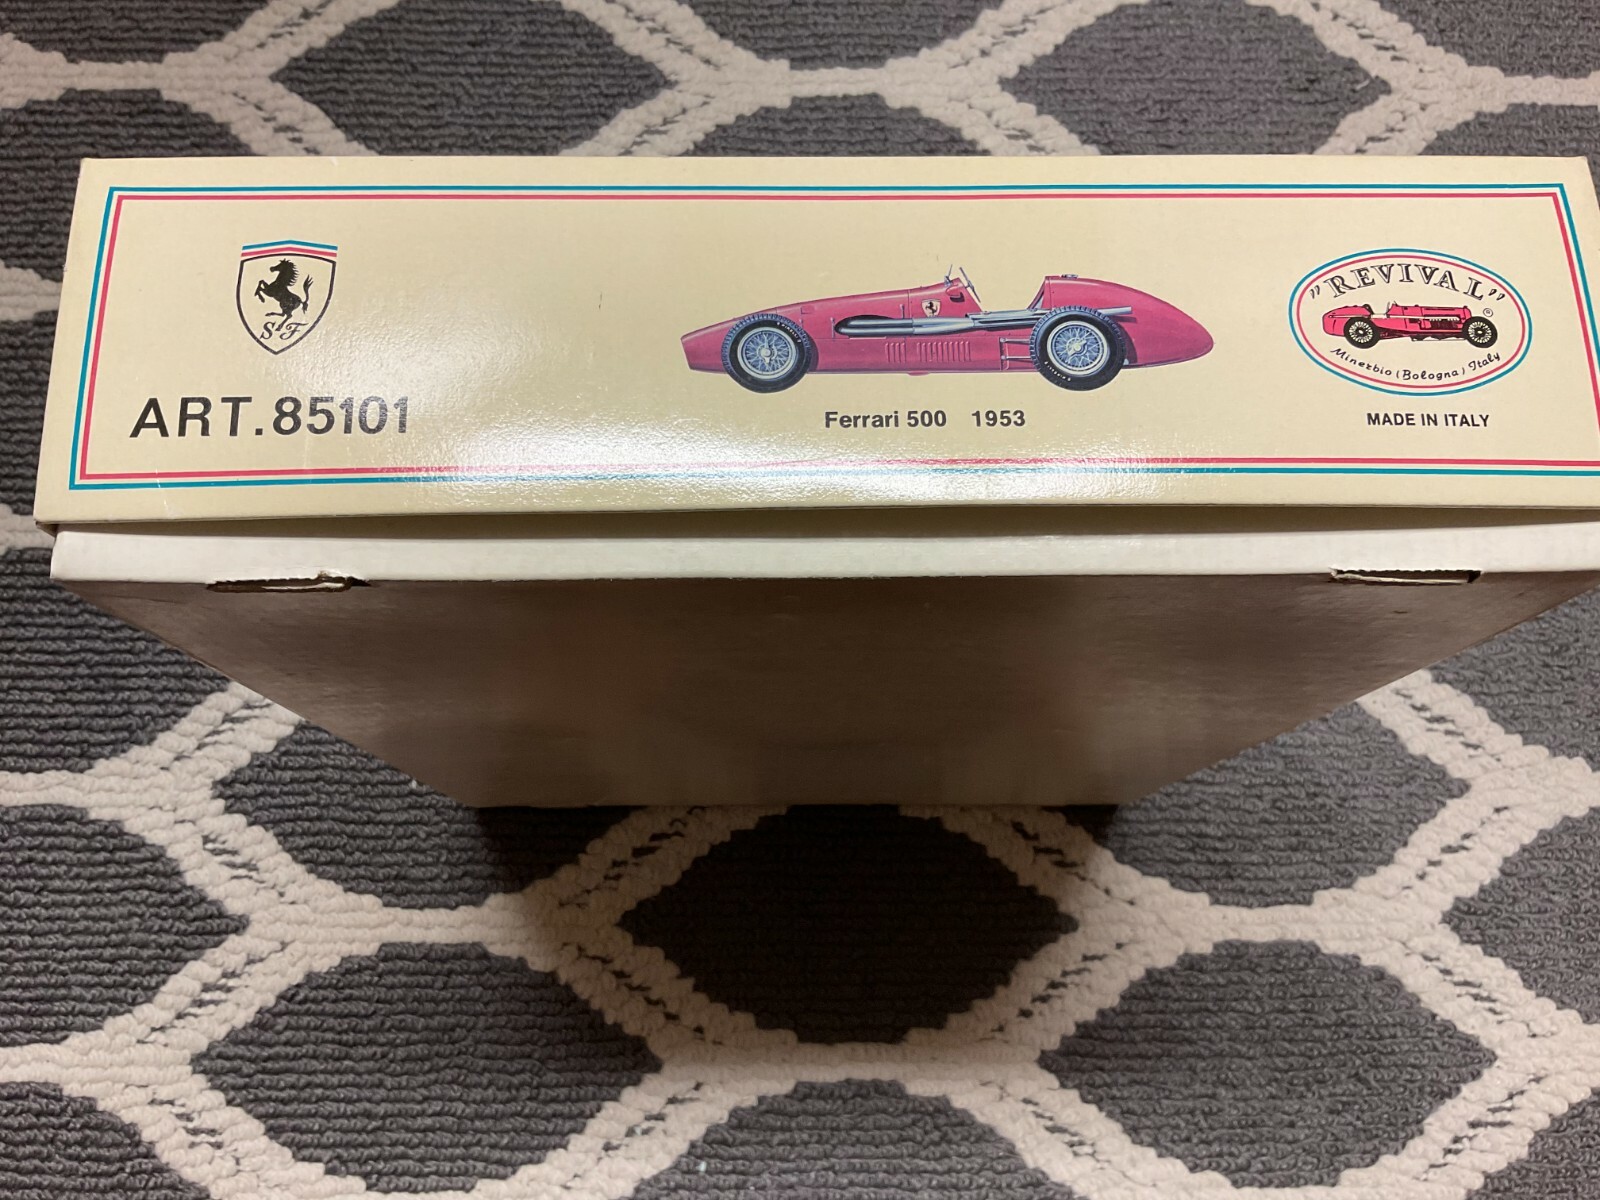 SF
ART.85101
Ferrari 500 1953
"REVIVAL"
®
Minerbio (Bologna) Italy
MADE IN ITALY